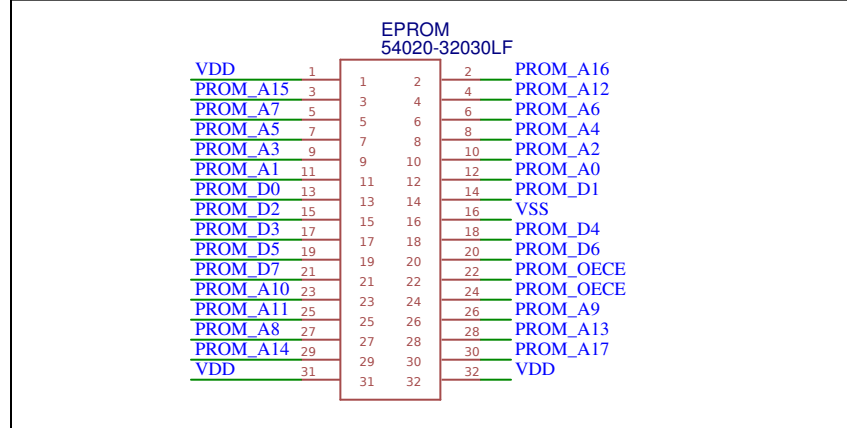 EPROM
54020-32030LF
VDD 1 1 2 2 PROM_A16
PROM_A15 3 3 4 4 PROM_A12
PROM_A7 5 5 6 6 PROM_A6
PROM_A5 7 7 8 8 PROM_A4
PROM_A3 9 9 10 10 PROM_A2
PROM_A1 11 11 12 12 PROM_A0
PROM_D0 13 13 14 14 PROM_D1
PROM_D2 15 15 16 16 VSS
PROM_D3 17 17 18 18 PROM_D4
PROM_D5 19 19 20 20 PROM_D6
PROM_D7 21 21 22 22 PROM_OECE
PROM_A10 23 23 24 24 PROM_OECE
PROM_A11 25 25 26 26 PROM_A9
PROM_A8 27 27 28 28 PROM_A13
PROM_A14 29 29 30 30 PROM_A17
VDD 31 31 32 32 VDD